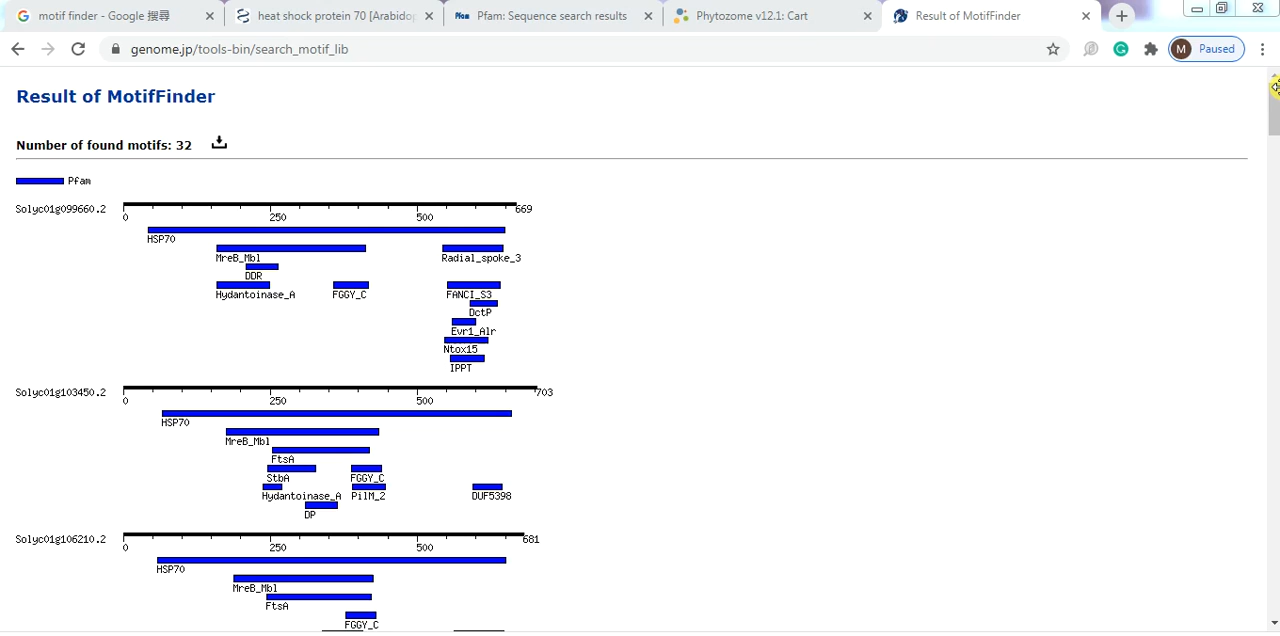 motif finder - Google 搜尋
heat shock protein 70 [Arabidop
Pfam: Sequence search results
Phytozome v12.1: Cart
Result of MotifFinder
genome.jp/tools-bin/search_motif_lib
M Paused
Result of MotifFinder
Number of found motifs: 32
Pfam
Solyc01g099660.2
0 250 500 669
HSP70
MreB_Mbl Radial_spoke_3
DDR
Hydantoinase_A FGGY_C FANCI_S3
DctP
Evr1_Alr
Ntox15
IPPT
Solyc01g103450.2
0 250 500 703
HSP70
MreB_Mbl
FtsA
StbA FGGY_C
Hydantoinase_A PilM_2 DUF5398
DP
Solyc01g106210.2
0 250 500 681
HSP70
MreB_Mbl
FtsA
FGGY_C